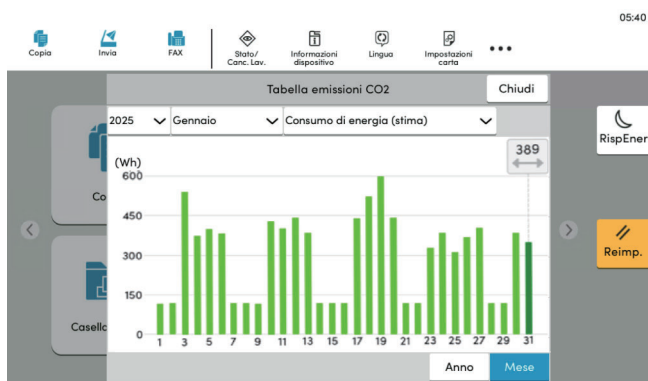 05:40
Copia
Invia
FAX
Stato/
Canc. Lav.
Informazioni
dispositivo
Lingua
Impostazioni
carta
Tabella emissioni CO2
Chiudi
2025
Gennaio
Consumo di energia (stima)
RispEner
389
(Wh)
600
450
300
150
0
1 3 5 7 9 11 13 15 17 19 21 23 25 27 29 31
Co
Casello
Reimp.
Anno
Mese